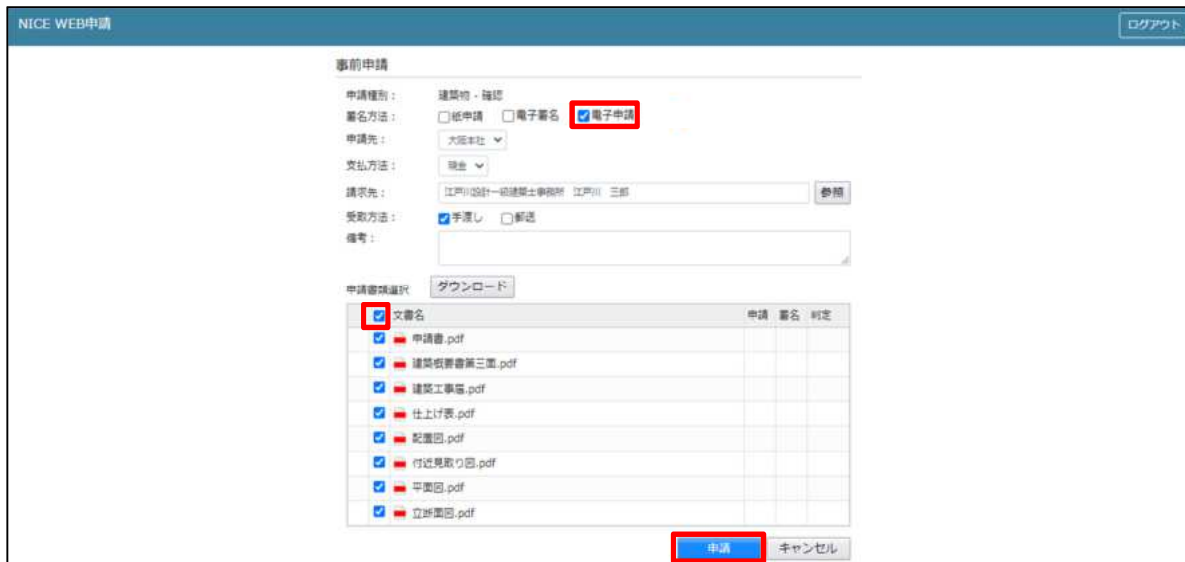 NICE WEB申請 ログアウト
事前申請
申請種別： 建築物・確認
署名方法： 紙申請 電子署名 電子申請
申請先： 大阪本社
支払方法： 現金
請求先： 江戸川設計一級建築士事務所 江戸川 三郎 参照
受取方法： 手渡し 郵送
備考：
申請書類選択 ダウンロード
文書名 申請 署名 判定
申請書.pdf
建築概要書第三面.pdf
建築工事届.pdf
仕上げ表.pdf
配置図.pdf
付近見取り図.pdf
平面図.pdf
立断面図.pdf
申請 キャンセル